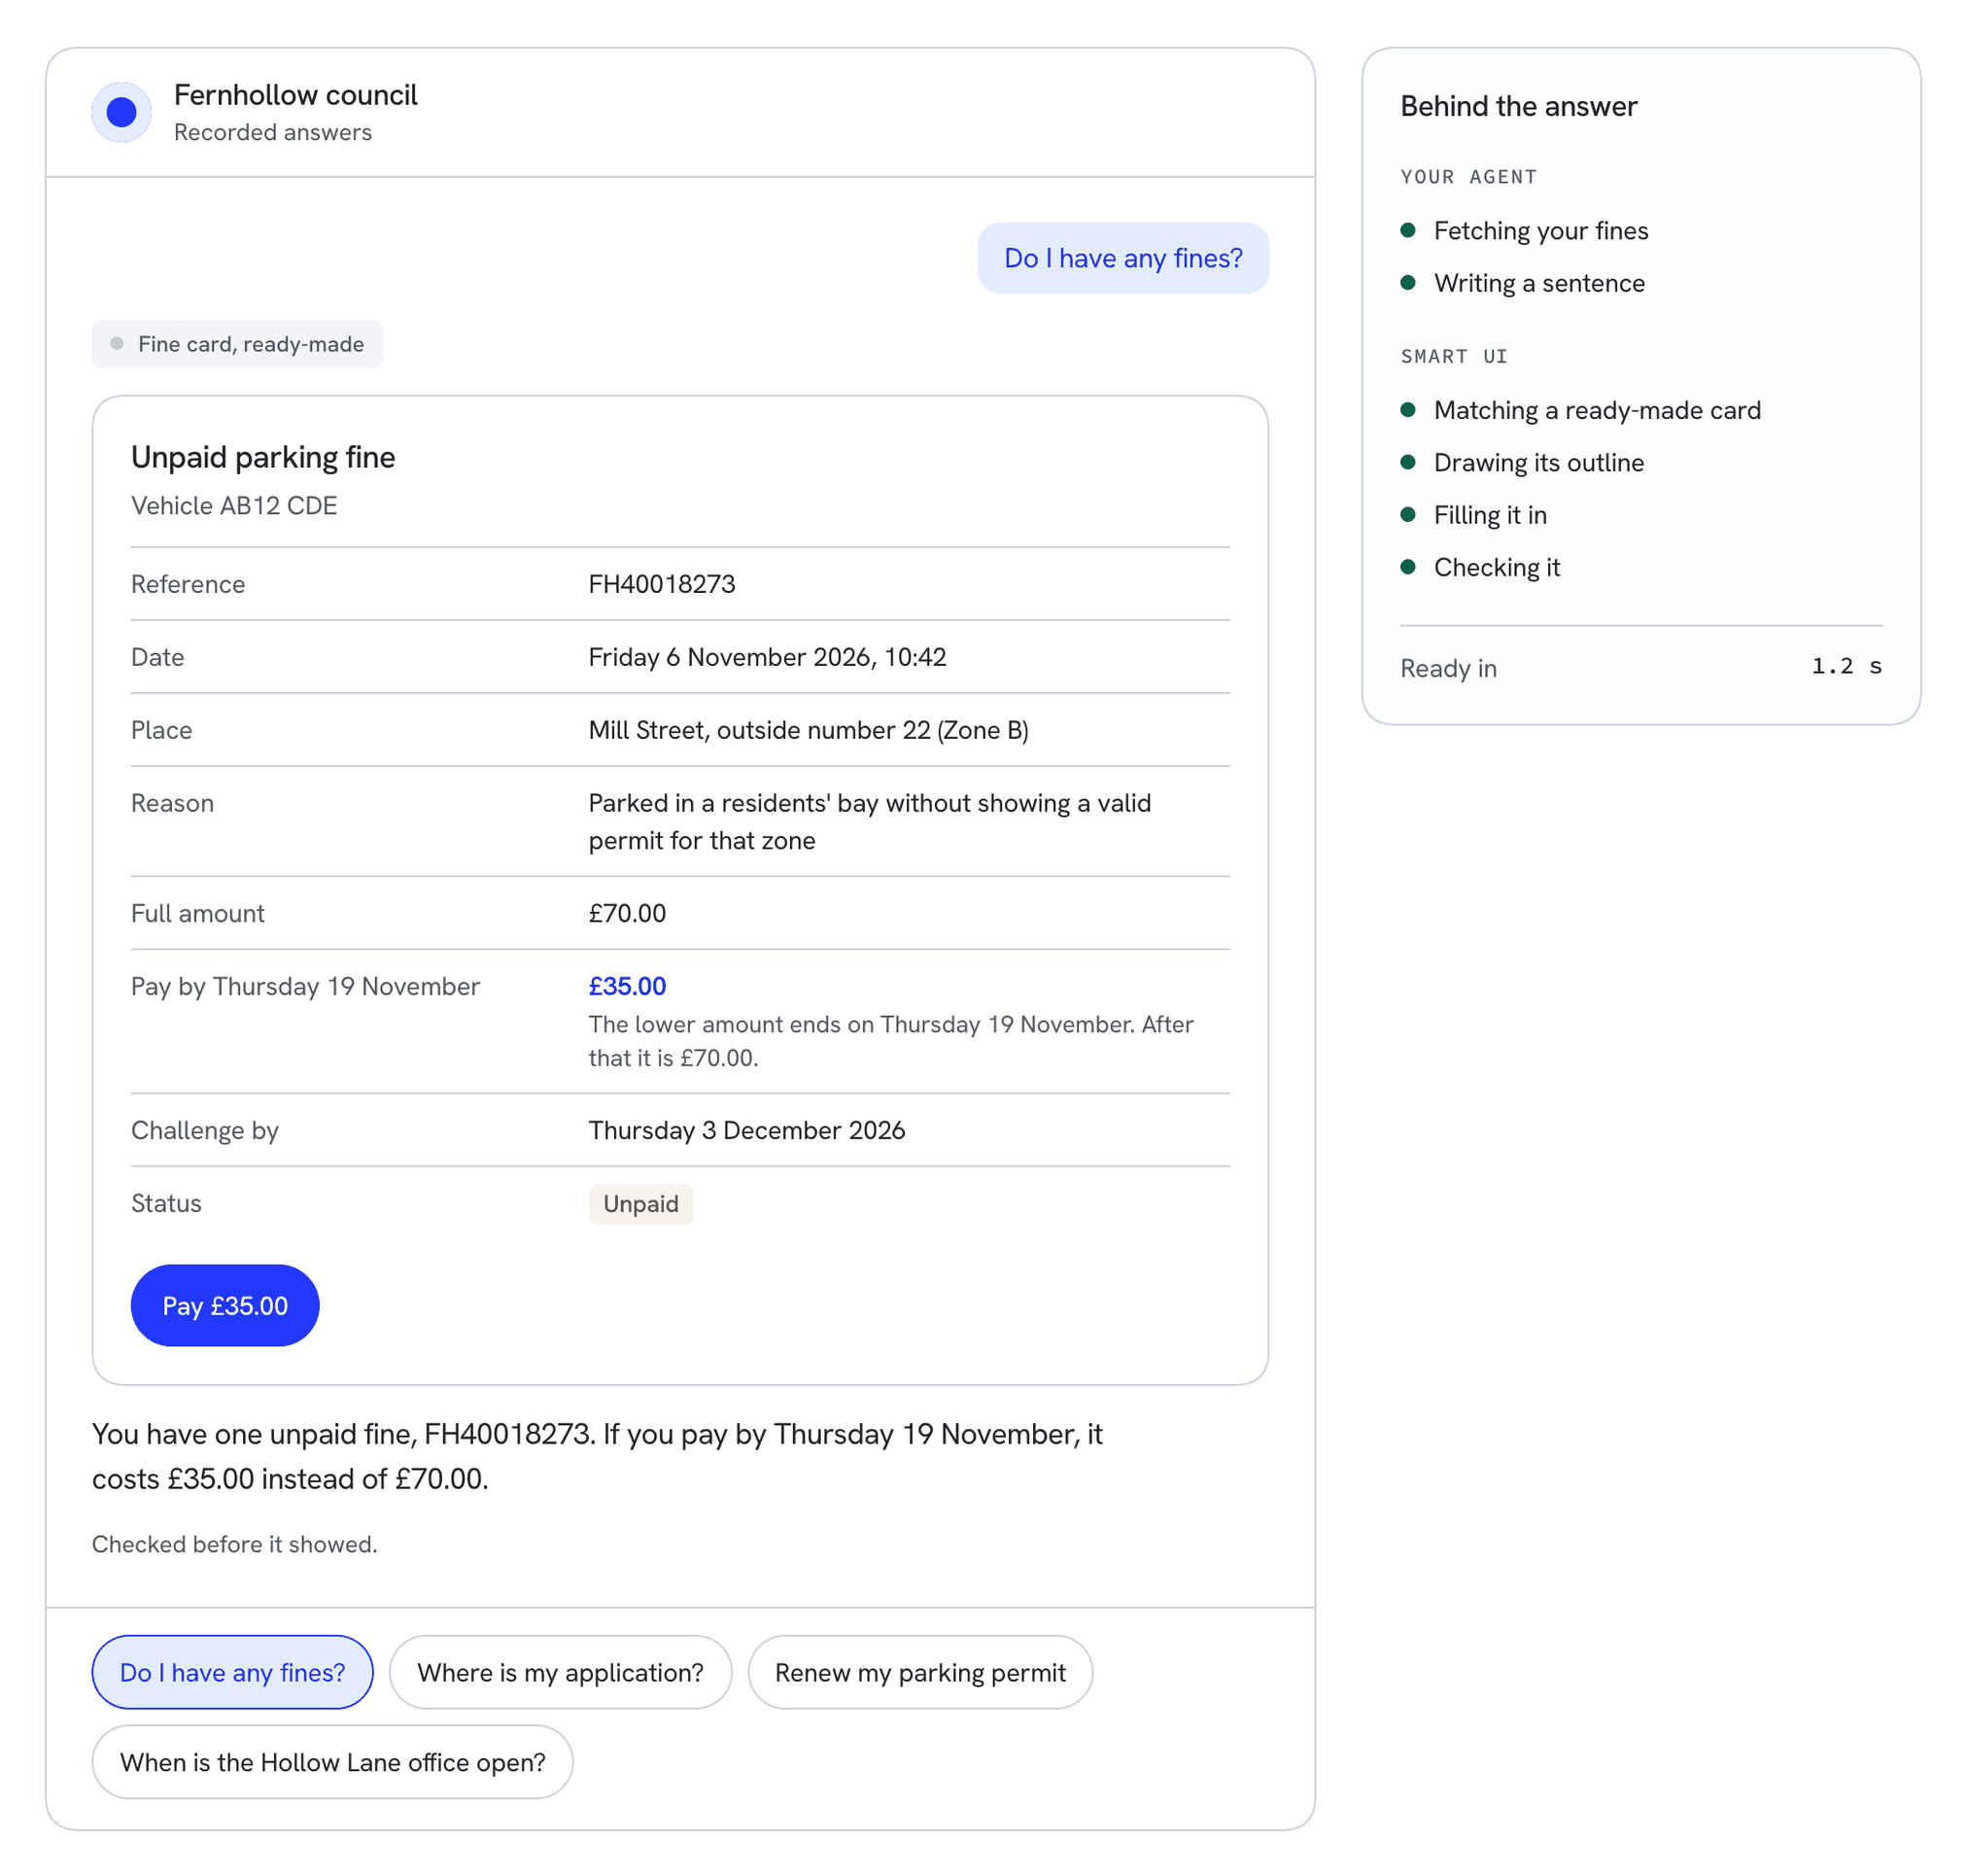 Fernhollow council
Recorded answers
Do I have any fines?
Fine card, ready-made
Unpaid parking fine
Vehicle AB12 CDE
Reference FH40018273
Date Friday 6 November 2026, 10:42
Place Mill Street, outside number 22 (Zone B)
Reason Parked in a residents' bay without showing a valid
permit for that zone
Full amount £70.00
Pay by Thursday 19 November £35.00
The lower amount ends on Thursday 19 November. After
that it is £70.00.
Challenge by Thursday 3 December 2026
Status Unpaid
Pay £35.00
You have one unpaid fine, FH40018273. If you pay by Thursday 19 November, it
costs £35.00 instead of £70.00.
Checked before it showed.
Do I have any fines? Where is my application? Renew my parking permit
When is the Hollow Lane office open?
Behind the answer
YOUR AGENT
Fetching your fines
Writing a sentence
SMART UI
Matching a ready-made card
Drawing its outline
Filling it in
Checking it
Ready in 1.2 s